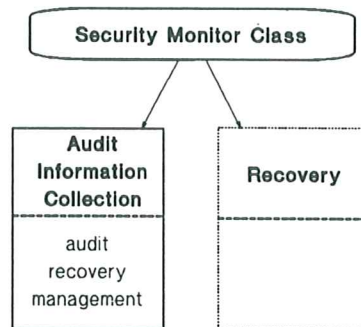 Security Monitor Class
Audit
Information
Collection
audit
recovery
management
Recovery